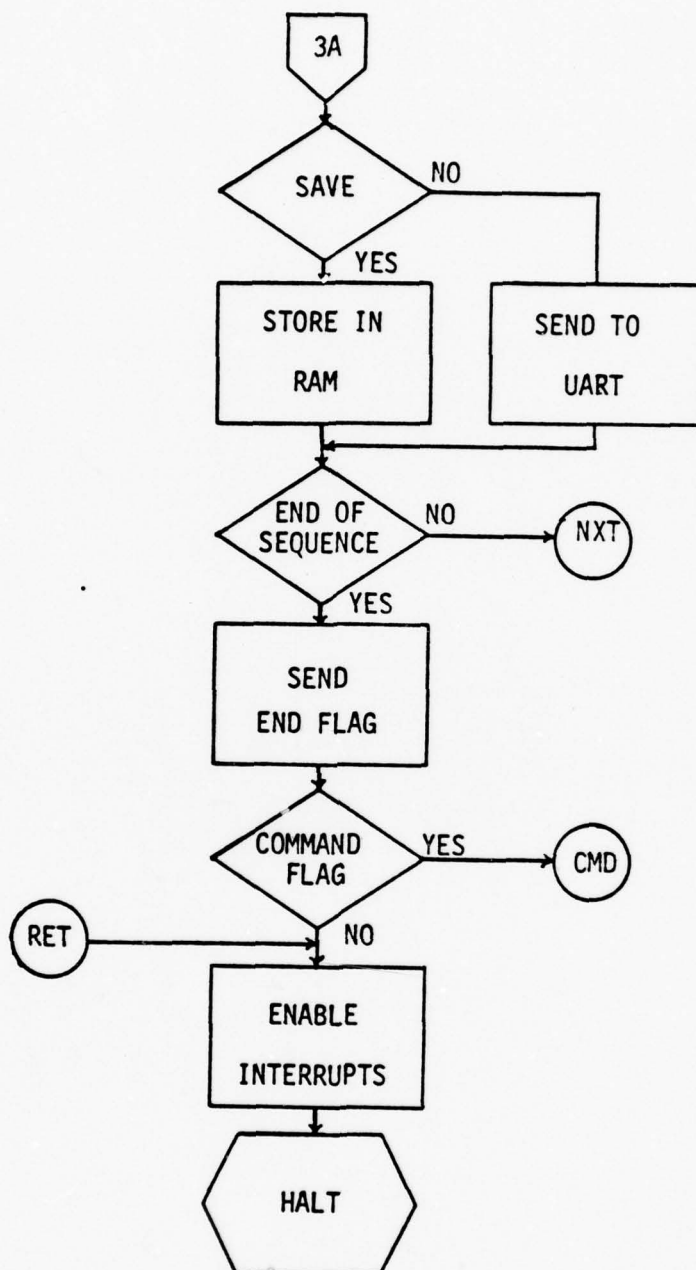 3A
SAVE
NO
YES
STORE IN
RAM
SEND TO
UART
END OF
SEQUENCE
NO
NXT
YES
SEND
END FLAG
COMMAND
FLAG
YES
CMD
RET
NO
ENABLE
INTERRUPTS
HALT